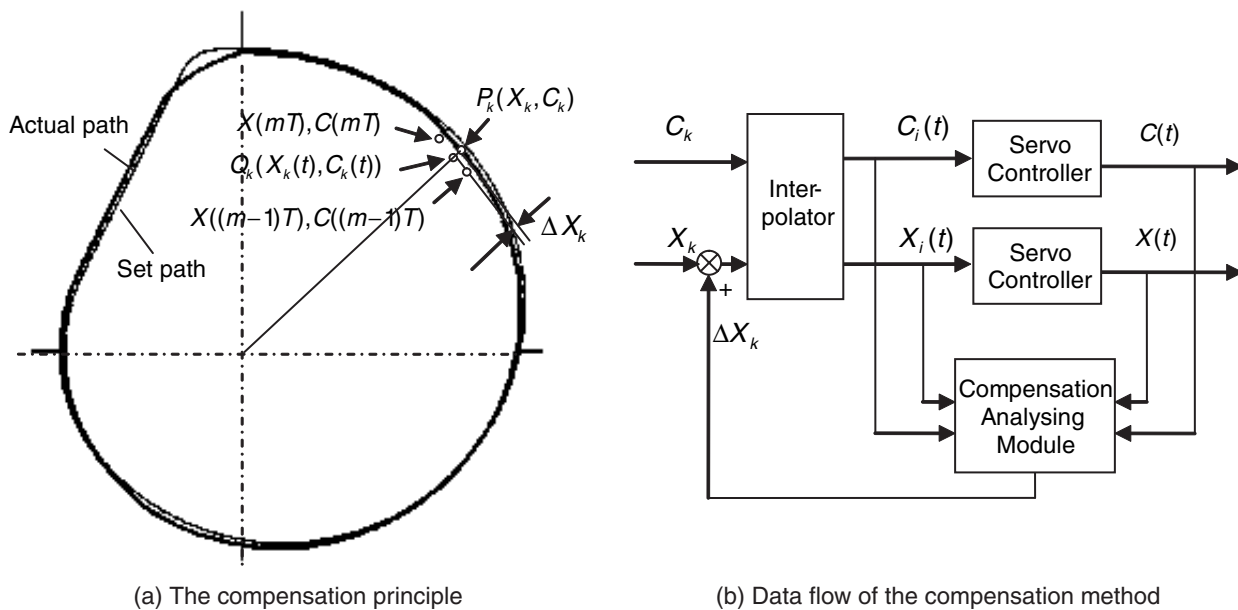 Actual path
Set path
X(mT),C(mT)
P_k(X_k,C_k)
Q_k(X_k(t),C_k(t))
X((m−1)T),C((m−1)T)
ΔX_k
(a) The compensation principle
C_k
X_k
+
ΔX_k
Inter-
polator
C_i(t)
X_i(t)
Servo
Controller
Servo
Controller
C(t)
X(t)
Compensation
Analysing
Module
(b) Data flow of the compensation method